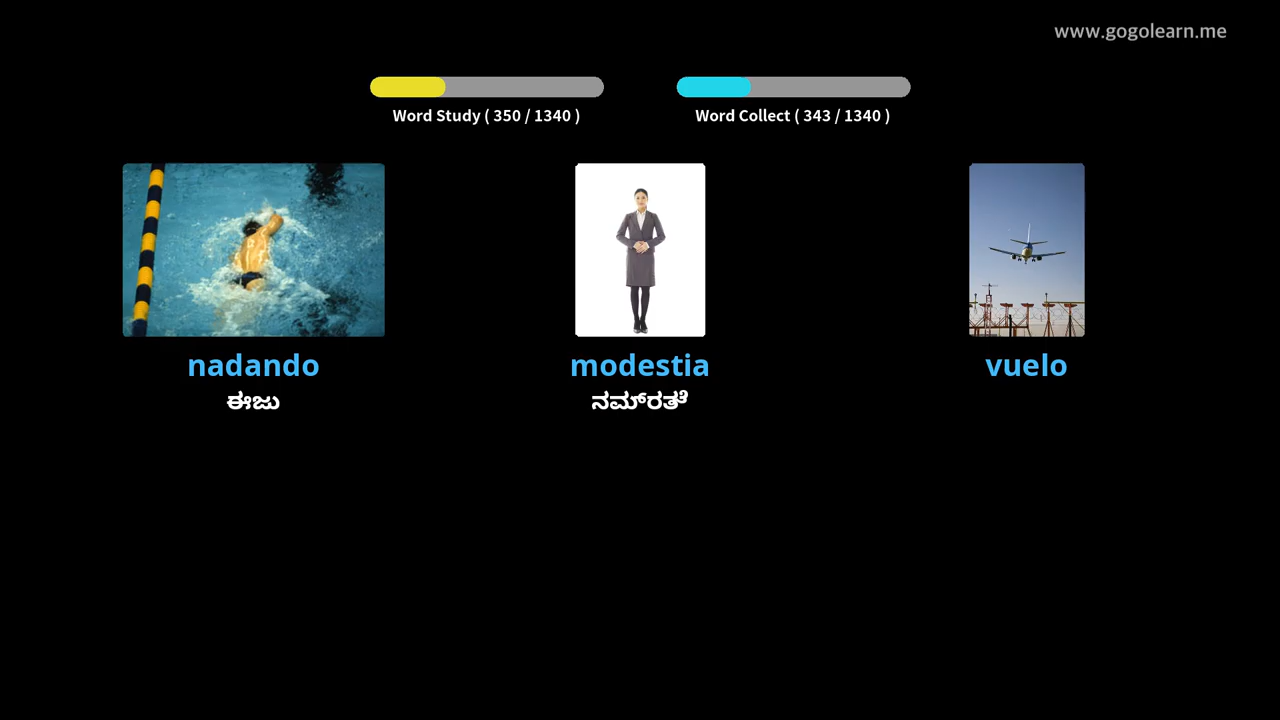 www.gogolearn.me
Word Study ( 350 / 1340 )
Word Collect ( 343 / 1340 )
nadando
modestia
vuelo
ಈಜು
ನಮ್ರತೆ